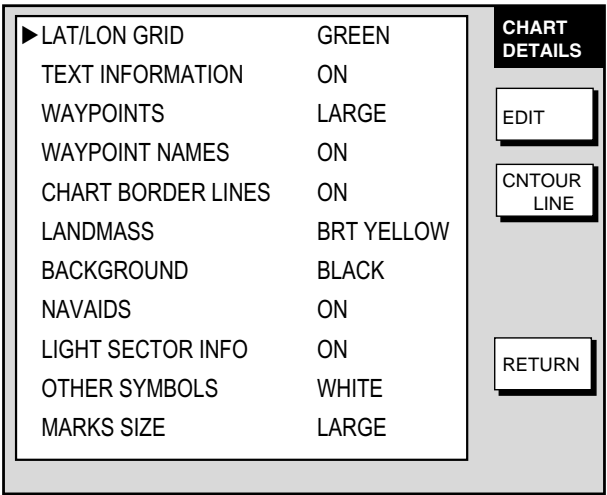 LAT/LON GRID GREEN
TEXT INFORMATION ON
WAYPOINTS LARGE
WAYPOINT NAMES ON
CHART BORDER LINES ON
LANDMASS BRT YELLOW
BACKGROUND BLACK
NAVAIDS ON
LIGHT SECTOR INFO ON
OTHER SYMBOLS WHITE
MARKS SIZE LARGE
CHART
DETAILS
EDIT
CNTOUR
LINE
RETURN